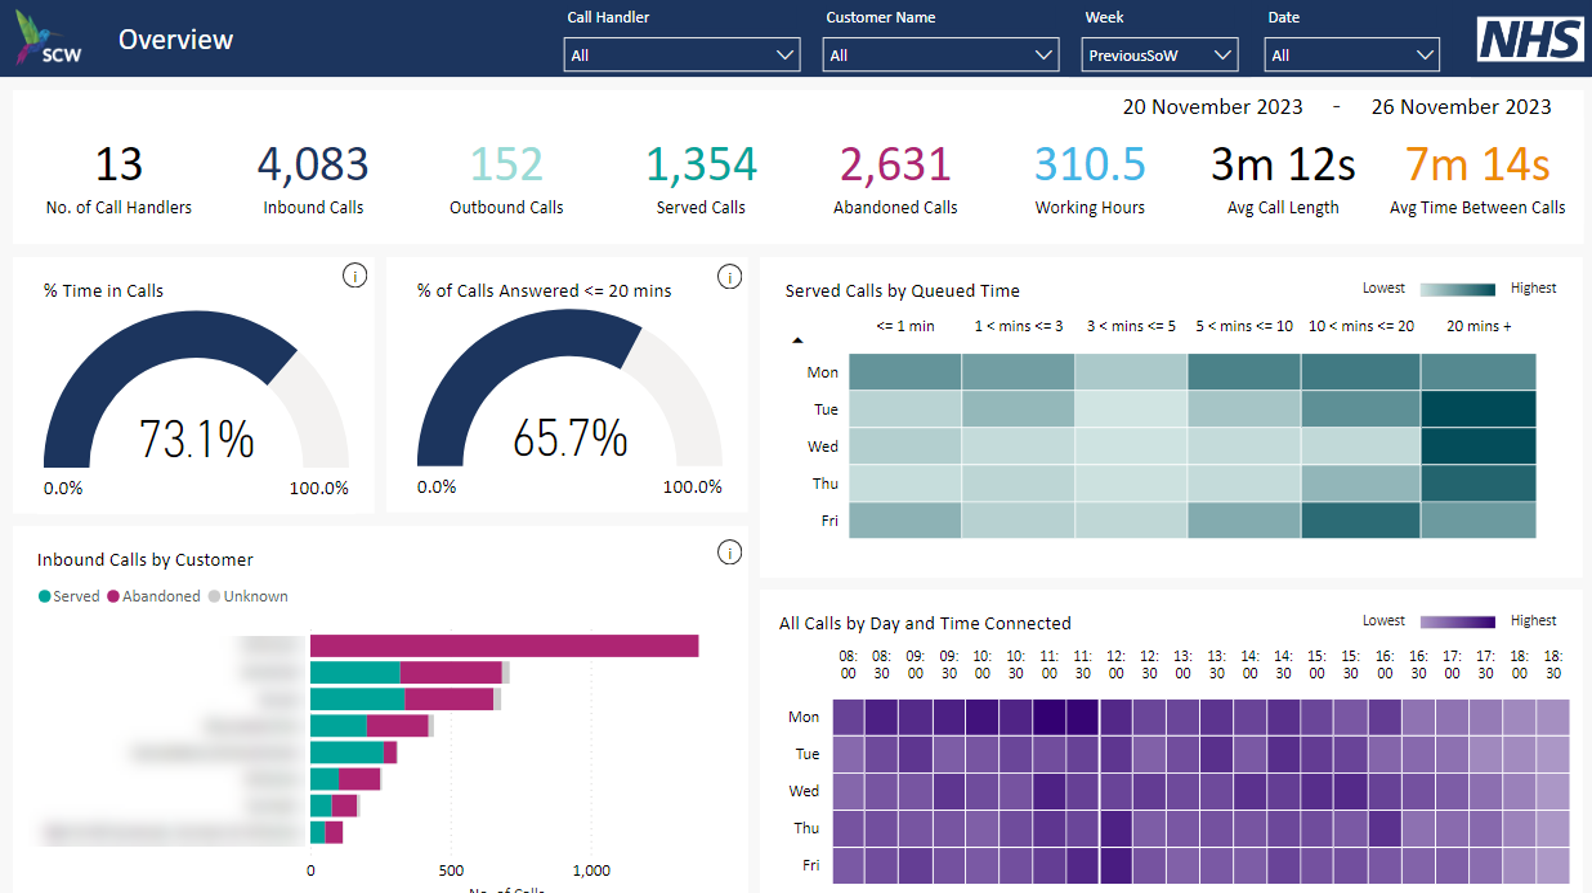 SCW
Overview
Call Handler
All
Customer Name
All
Week
PreviousSoW
Date
All
NHS
20 November 2023 - 26 November 2023
13
No. of Call Handlers
4,083
Inbound Calls
152
Outbound Calls
1,354
Served Calls
2,631
Abandoned Calls
310.5
Working Hours
3m 12s
Avg Call Length
7m 14s
Avg Time Between Calls
% Time in Calls
i
73.1%
0.0% 100.0%
% of Calls Answered <= 20 mins
i
65.7%
0.0% 100.0%
Served Calls by Queued Time
Lowest Highest
<= 1 min 1 < mins <= 3 3 < mins <= 5 5 < mins <= 10 10 < mins <= 20 20 mins +
Mon
Tue
Wed
Thu
Fri
Inbound Calls by Customer
i
Served Abandoned Unknown
0 500 1,000
No. of Calls
All Calls by Day and Time Connected
Lowest Highest
08:00 08:30 09:00 09:30 10:00 10:30 11:00 11:30 12:00 12:30 13:00 13:30 14:00 14:30 15:00 15:30 16:00 16:30 17:00 17:30 18:00 18:30
Mon
Tue
Wed
Thu
Fri